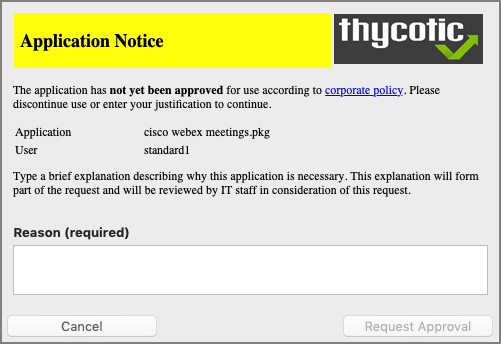 Application Notice
thycotic
The application has not yet been approved for use according to corporate policy. Please
discontinue use or enter your justification to continue.
Application cisco webex meetings.pkg
User standard1
Type a brief explanation describing why this application is necessary. This explanation will form
part of the request and will be reviewed by IT staff in consideration of this request.
Reason (required)
Cancel Request Approval